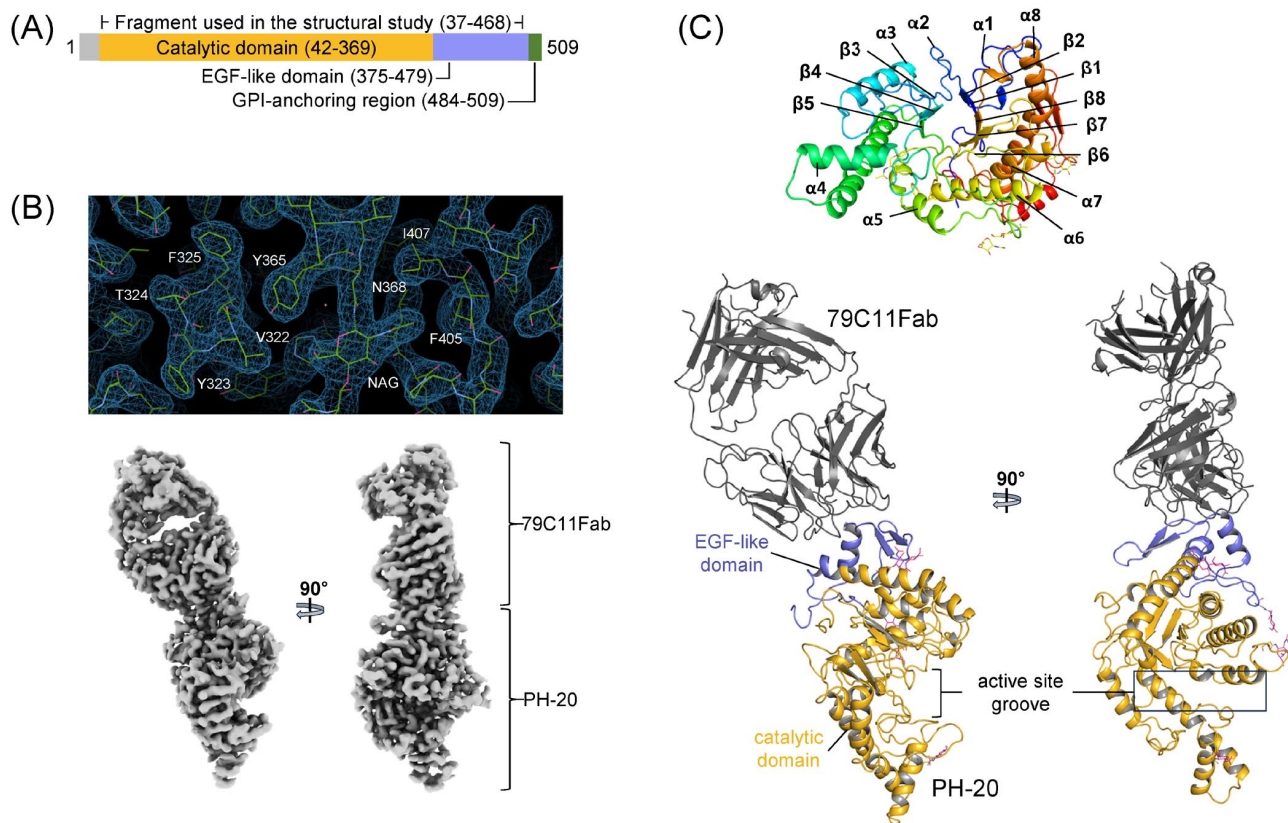 (A)
Fragment used in the structural study (37-468)
1
Catalytic domain (42-369)
509
EGF-like domain (375-479)
GPI-anchoring region (484-509)
(B)
I407
F325
Y365
N368
T324
V322
F405
Y323
NAG
90°
79C11Fab
PH-20
(C)
α2
α1
α8
α3
β3
β2
β4
β1
β5
β8
β7
β6
α4
α7
α5
α6
79C11Fab
90°
EGF-like
domain
active site
groove
catalytic
domain
PH-20